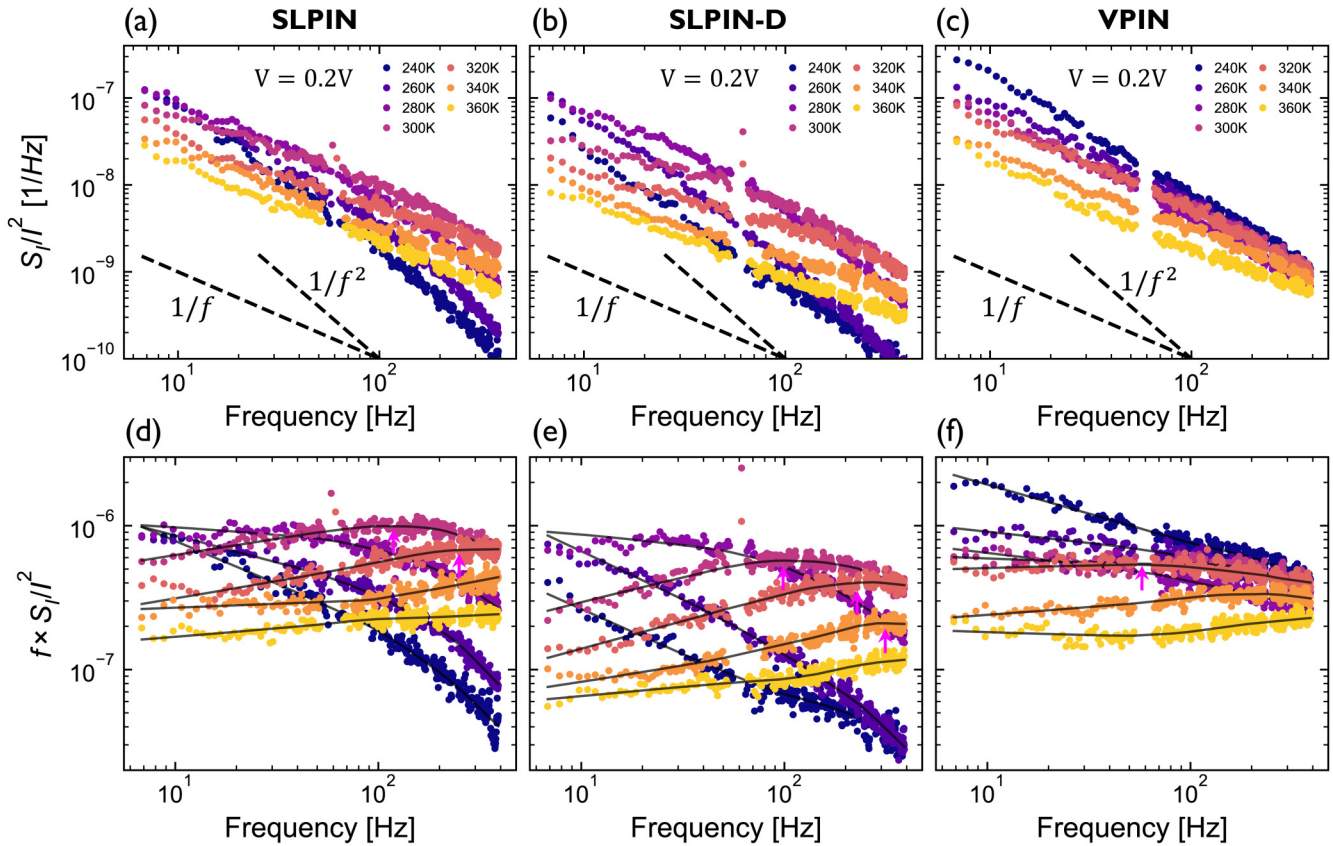 (a) SLPIN (b) SLPIN-D (c) VPIN
V = 0.2V 240K 320K V = 0.2V 240K 320K V = 0.2V 240K 320K
260K 340K 260K 340K 260K 340K
280K 360K 280K 360K 280K 360K
300K 300K 300K
10⁻⁷
10⁻⁸
10⁻⁹
10⁻¹⁰
S_I/I² [1/Hz]
1/f 1/f² 1/f 1/f² 1/f 1/f²
10¹ 10² 10¹ 10² 10¹ 10²
Frequency [Hz] Frequency [Hz] Frequency [Hz]
(d) (e) (f)
10⁻⁶
10⁻⁷
f× S_I/I²
10¹ 10² 10¹ 10² 10¹ 10²
Frequency [Hz] Frequency [Hz] Frequency [Hz]